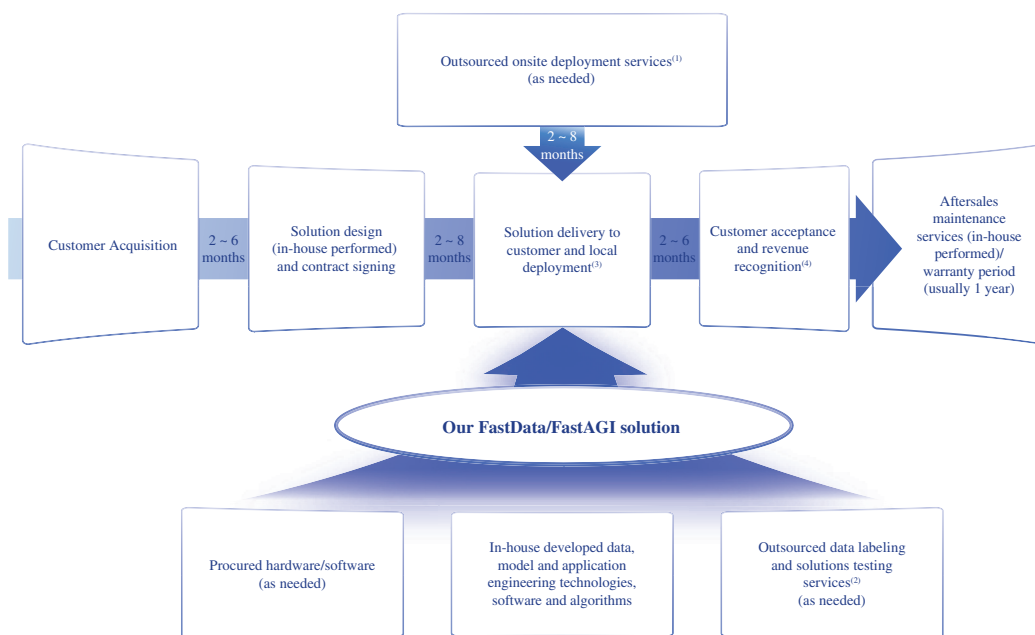 Outsourced onsite deployment services(1)
(as needed)
2 ~ 8
months
Customer Acquisition
2 ~ 6
months
Solution design
(in-house performed)
and contract signing
2 ~ 8
months
Solution delivery to
customer and local
deployment(3)
2 ~ 6
months
Customer acceptance
and revenue
recognition(4)
Aftersales
maintenance
services (in-house
performed)/
warranty period
(usually 1 year)
Our FastData/FastAGI solution
Procured hardware/software
(as needed)
In-house developed data,
model and application
engineering technologies,
software and algorithms
Outsourced data labeling
and solutions testing
services(2)
(as needed)